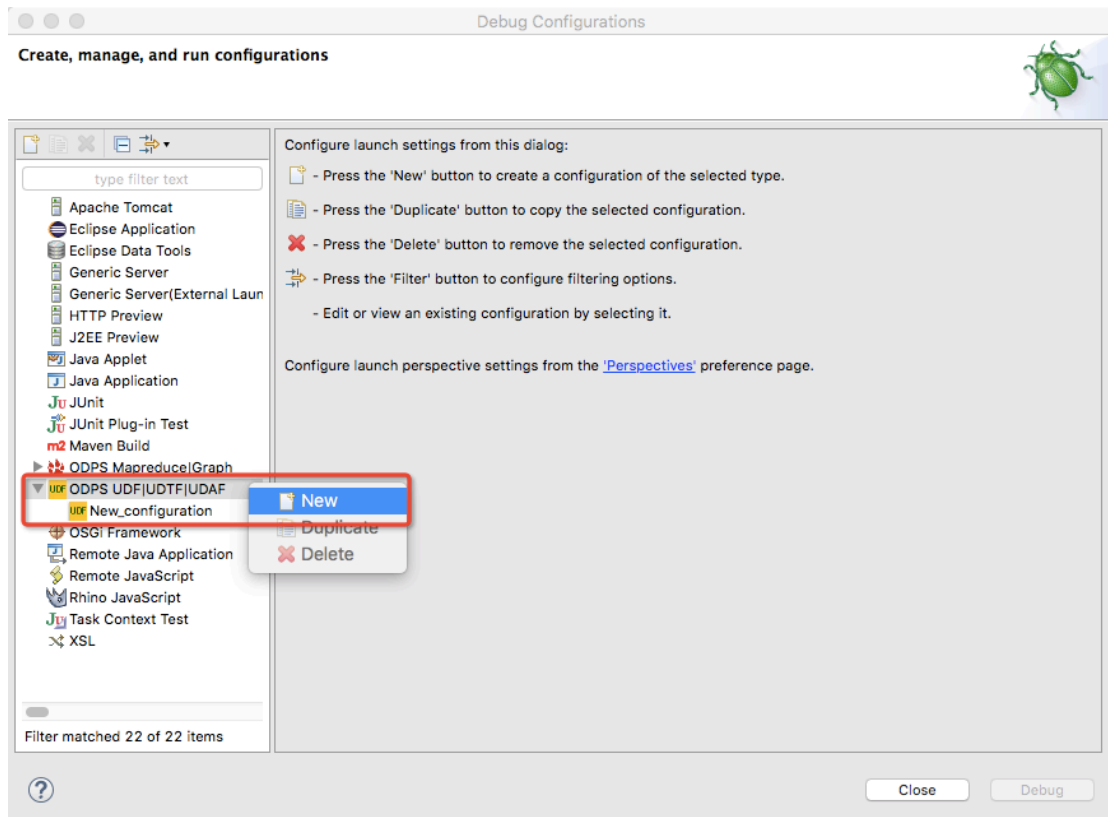 Debug Configurations
Create, manage, and run configurations
type filter text
Apache Tomcat
Eclipse Application
Eclipse Data Tools
Generic Server
Generic Server(External Laun
HTTP Preview
J2EE Preview
Java Applet
Java Application
Ju JUnit
Ju JUnit Plug-in Test
m2 Maven Build
ODPS Mapreduce|Graph
UDF ODPS UDF|UDTF|UDAF
UDF New_configuration
OSGi Framework
Remote Java Application
Remote JavaScript
Rhino JavaScript
Ju Task Context Test
XSL
Filter matched 22 of 22 items
New
Duplicate
Delete
Configure launch settings from this dialog:
- Press the 'New' button to create a configuration of the selected type.
- Press the 'Duplicate' button to copy the selected configuration.
- Press the 'Delete' button to remove the selected configuration.
- Press the 'Filter' button to configure filtering options.
- Edit or view an existing configuration by selecting it.
Configure launch perspective settings from the 'Perspectives' preference page.
?
Close
Debug